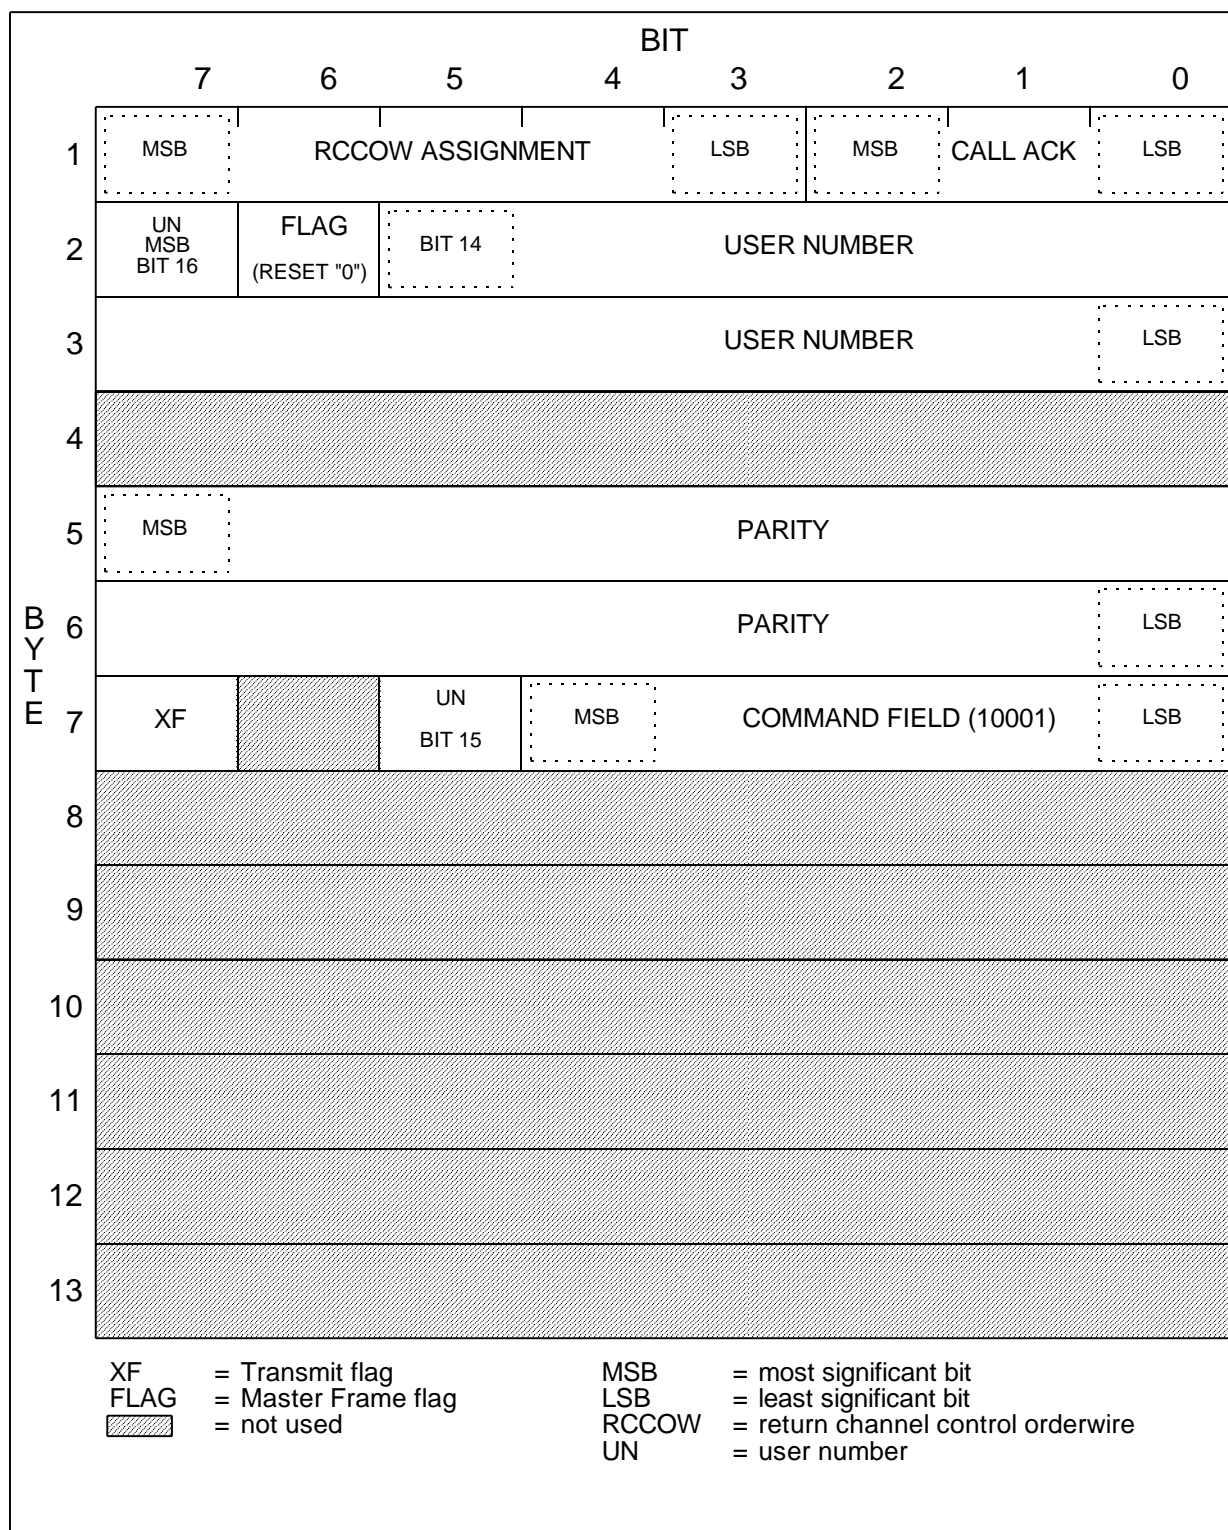 BIT
7 6 5 4 3 2 1 0
1 MSB RCCOW ASSIGNMENT LSB MSB CALL ACK LSB
2 UN MSB BIT 16 FLAG (RESET "0") BIT 14 USER NUMBER
3 USER NUMBER LSB
4
5 MSB PARITY
BYTE
6 PARITY LSB
7 XF UN BIT 15 MSB COMMAND FIELD (10001) LSB
8
9
10
11
12
13
XF = Transmit flag
FLAG = Master Frame flag
= not used
MSB = most significant bit
LSB = least significant bit
RCCOW = return channel control orderwire
UN = user number